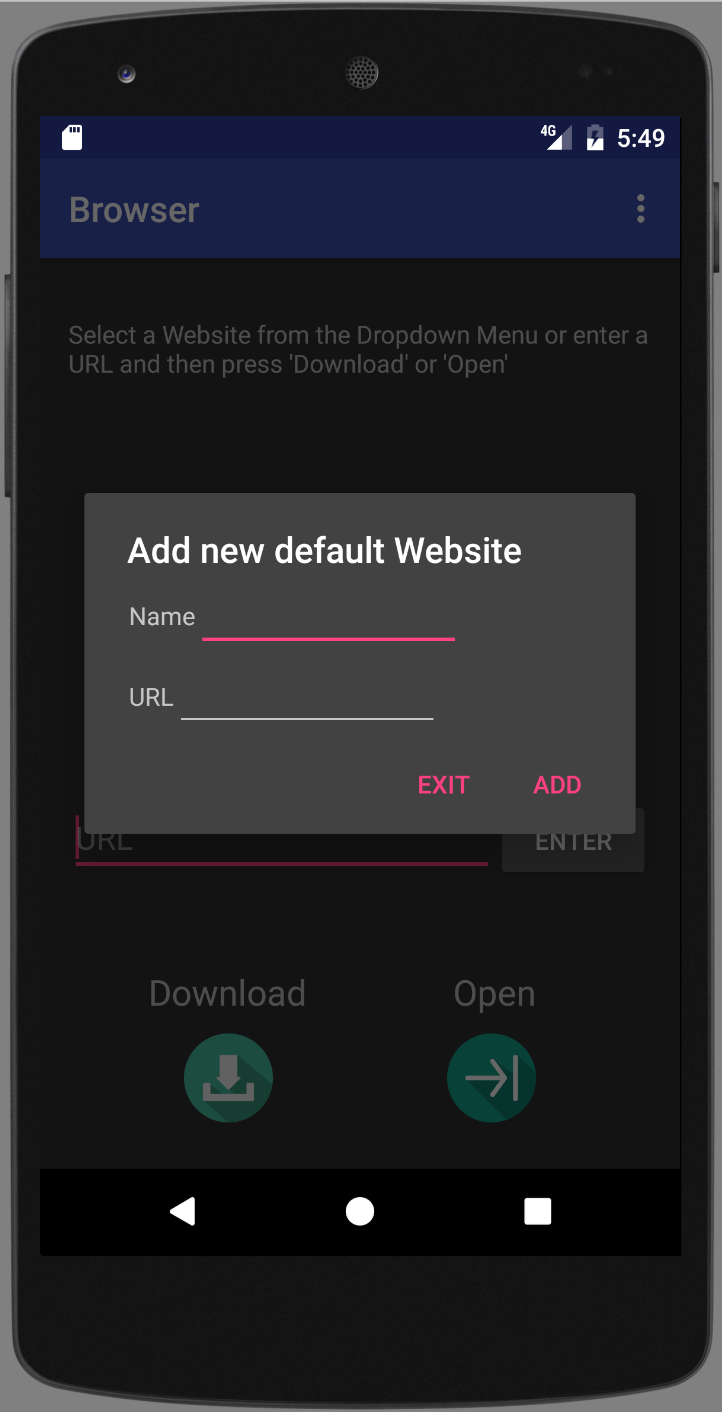 4G 5:49
Browser
Select a Website from the Dropdown Menu or enter a
URL and then press 'Download' or 'Open'
Add new default Website
Name
URL
EXIT ADD
URL ENTER
Download Open